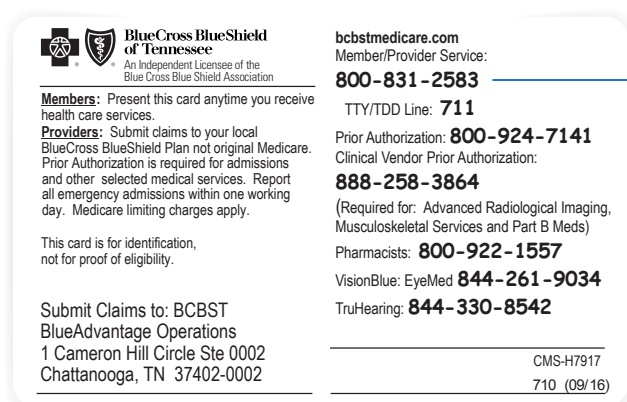 BlueCross BlueShield
of Tennessee
An Independent Licensee of the
Blue Cross Blue Shield Association
Members: Present this card anytime you receive
health care services.
Providers: Submit claims to your local
BlueCross BlueShield Plan not original Medicare.
Prior Authorization is required for admissions
and other selected medical services. Report
all emergency admissions within one working
day. Medicare limiting charges apply.
This card is for identification,
not for proof of eligibility.
Submit Claims to: BCBST
BlueAdvantage Operations
1 Cameron Hill Circle Ste 0002
Chattanooga, TN 37402-0002
bcbstmedicare.com
Member/Provider Service:
800-831-2583
TTY/TDD Line: 711
Prior Authorization: 800-924-7141
Clinical Vendor Prior Authorization:
888-258-3864
(Required for: Advanced Radiological Imaging,
Musculoskeletal Services and Part B Meds)
Pharmacists: 800-922-1557
VisionBlue: EyeMed 844-261-9034
TruHearing: 844-330-8542
CMS-H7917
710 (09/16)